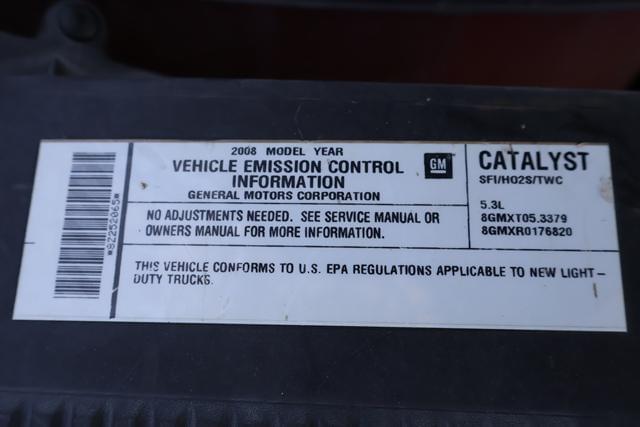 *9Z252065*
2008 MODEL YEAR
VEHICLE EMISSION CONTROL
INFORMATION
GENERAL MOTORS CORPORATION
GM
NO ADJUSTMENTS NEEDED. SEE SERVICE MANUAL OR
OWNERS MANUAL FOR MORE INFORMATION.
CATALYST
SFI/HO2S/TWC
5.3L
8GMXT05.3379
8GMXR0176820
THIS VEHICLE CONFORMS TO U.S. EPA REGULATIONS APPLICABLE TO NEW LIGHT-
DUTY TRUCKS.